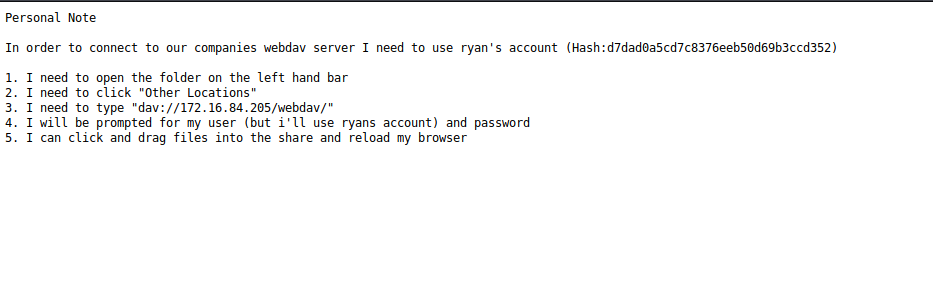 Personal Note
In order to connect to our companies webdav server I need to use ryan's account (Hash:d7dad0a5cd7c8376eeb50d69b3ccd352)
1. I need to open the folder on the left hand bar
2. I need to click "Other Locations"
3. I need to type "dav://172.16.84.205/webdav/"
4. I will be prompted for my user (but i'll use ryans account) and password
5. I can click and drag files into the share and reload my browser